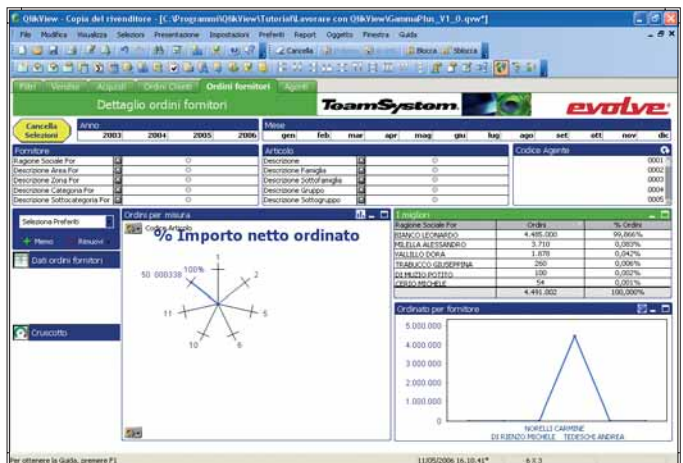 QlikView - Copia del rivenditore - [C:\Programmi\QlikView\Tutorial\Lavorare con QlikView\GammaPlus_V1_0.qvw*]
File Modifica Visualizza Selezioni Presentazione Impostazioni Preferiti Report Oggetto Finestra Guida
Cancella Blocca Sblocca
Filtri Vendite Acquisti Ordini Clienti Ordini fornitori Agenti
Dettaglio ordini fornitori
TeamSystem evolve
Cancella Selezioni
Anno
2003 2004 2005 2006
Mese
gen feb mar apr mag giu lug ago set ott nov dic
Fornitore
Ragione Sociale For
Descrizione Area For
Descrizione Zona For
Descrizione Categoria For
Descrizione Sottocategoria For
Articolo
Descrizione
Descrizione Famiglia
Descrizione Sottofamiglia
Descrizione Gruppo
Descrizione Sottogruppo
Codice Agente
0001
0002
0003
0004
0005
Seleziona Preferiti
+ Memo - Rimuovi
Dati ordini fornitori
Cruscotto
Ordini per misura
Codice Articolo
% Importo netto ordinato
1
100%
50 000338
2
11
5
10
6
I migliori
Ragione Sociale For Ordini % Ordini
BIANCO LEONARDO 4.485.000 99,866%
MILELLA ALESSANDRO 3.710 0,083%
VALLILLO DORA 1.878 0,042%
TRABUCCO GIUSEPPINA 260 0,006%
DI MUZIO POTITO 100 0,002%
CERIO MICHELE 54 0,001%
4.491.002 100,000%
Ordinato per fornitore
5.000.000
4.000.000
3.000.000
2.000.000
1.000.000
0
NORELLI CARMINE
DI RIENZO MICHELE TEDESCHI ANDREA
Per ottenere la Guida, premere F1
11/05/2006 16.10.41*
6 X 3